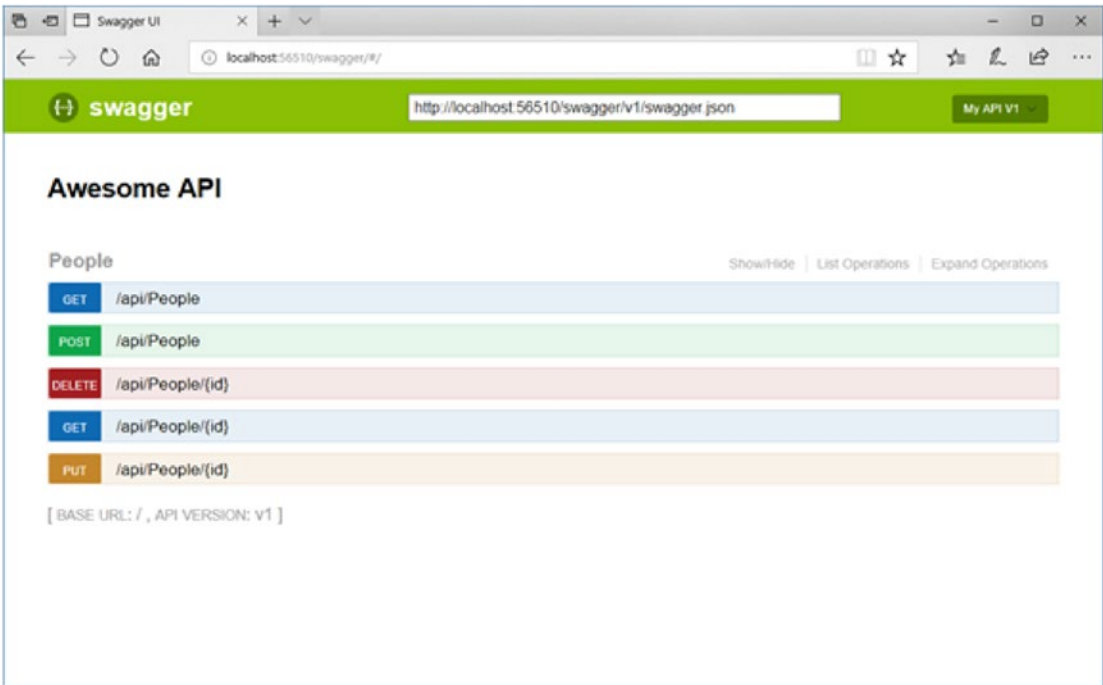 Swagger UI
localhost:56510/swagger/#/
{-} swagger http://localhost:56510/swagger/v1/swagger.json My API V1
Awesome API
People Show/Hide List Operations Expand Operations
GET /api/People
POST /api/People
DELETE /api/People/{id}
GET /api/People/{id}
PUT /api/People/{id}
[ BASE URL: / , API VERSION: v1 ]